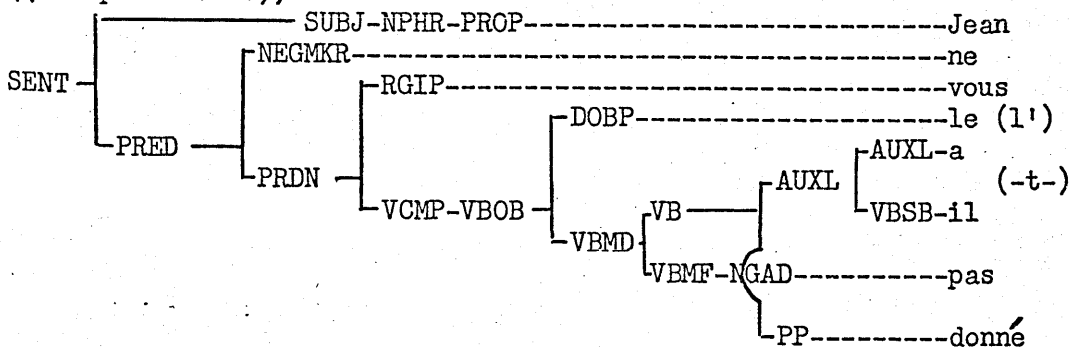 SUBJ-NPHR-PROP----------------------Jean
NEGMKR------------------------------ne
SENT RGIP---------------------------vous
DOBP----------------le (l')
PRED AUXL-a
PRDN AUXL (-t-)
VCMP-VBOB VB VBSB-il
VBMD
VBMF-NGAD----------pas
PP----------donné